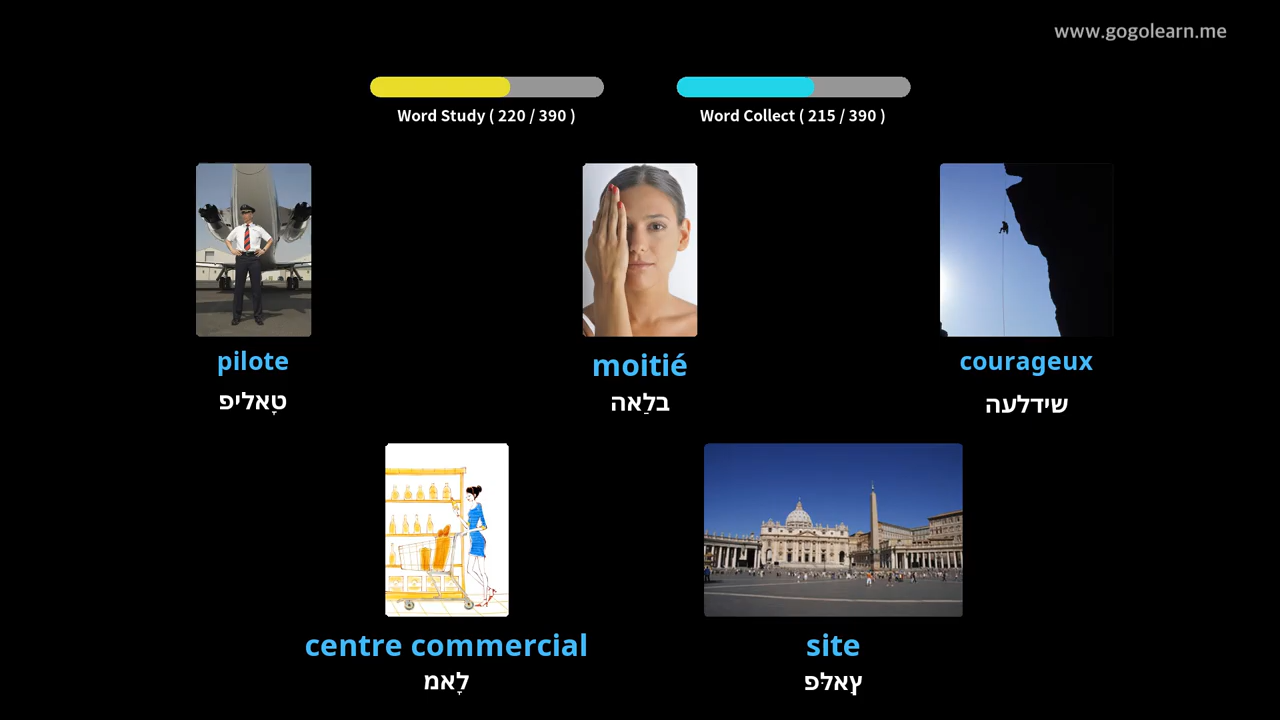 www.gogolearn.me
Word Study ( 220 / 390 )
Word Collect ( 215 / 390 )
pilote
טָאליפ
moitié
בלַאה
courageux
שידלעה
centre commercial
לָאמ
site
ץָאלּפ